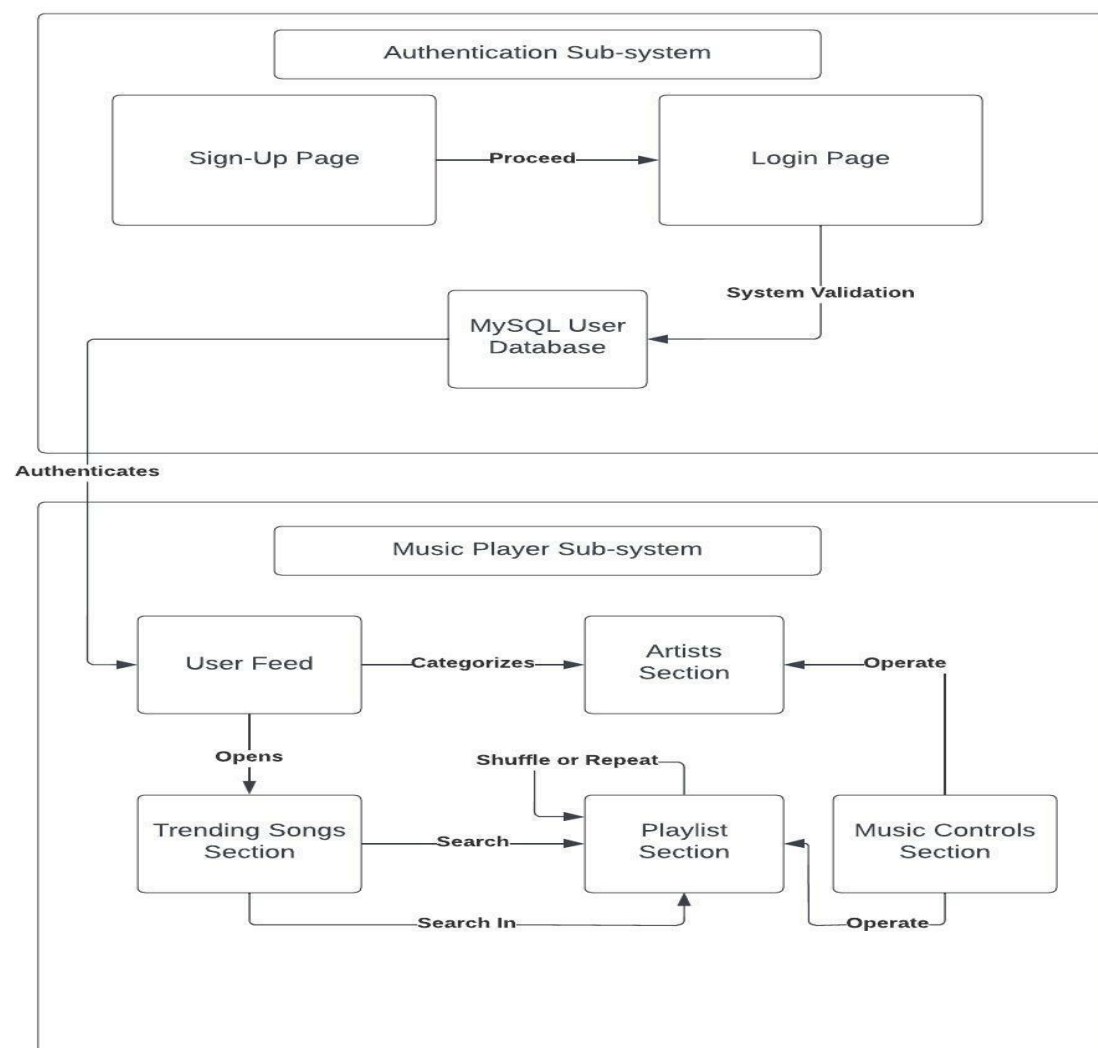 Authentication Sub-system
Sign-Up Page
Proceed
Login Page
System Validation
MySQL User
Database
Authenticates
Music Player Sub-system
User Feed
Categorizes
Artists
Section
Operate
Opens
Shuffle or Repeat
Trending Songs
Section
Search
Playlist
Section
Music Controls
Section
Search In
Operate